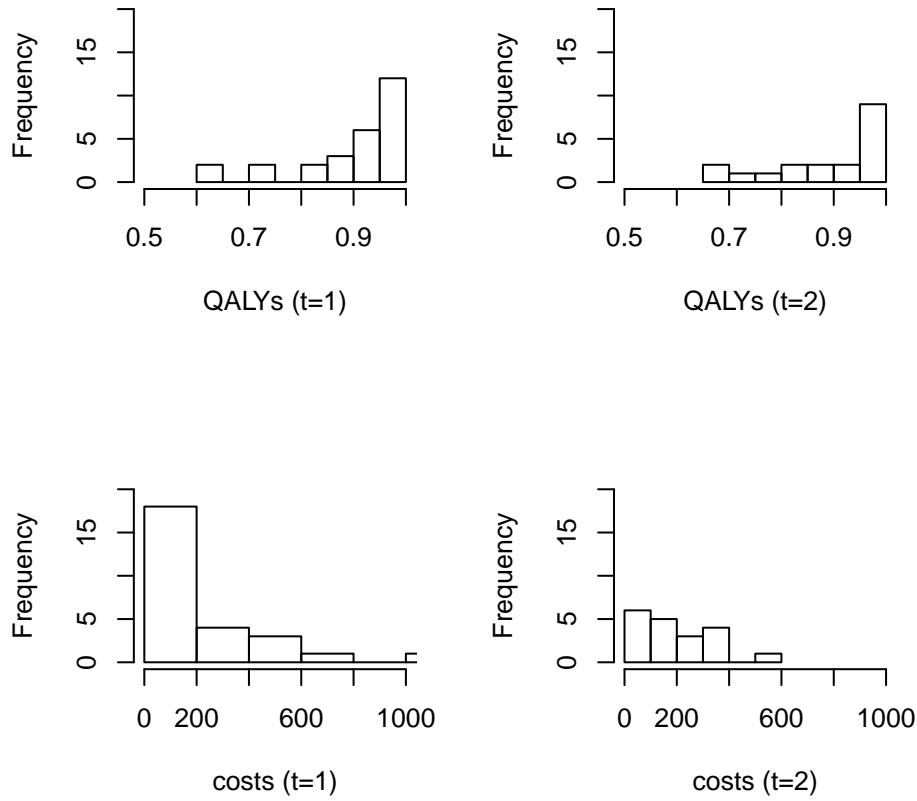 Frequency
15
5
0
0.5 0.7 0.9
QALYs (t=1)
Frequency
15
5
0
0.5 0.7 0.9
QALYs (t=2)
Frequency
15
5
0
0 200 600 1000
costs (t=1)
Frequency
15
5
0
0 200 600 1000
costs (t=2)